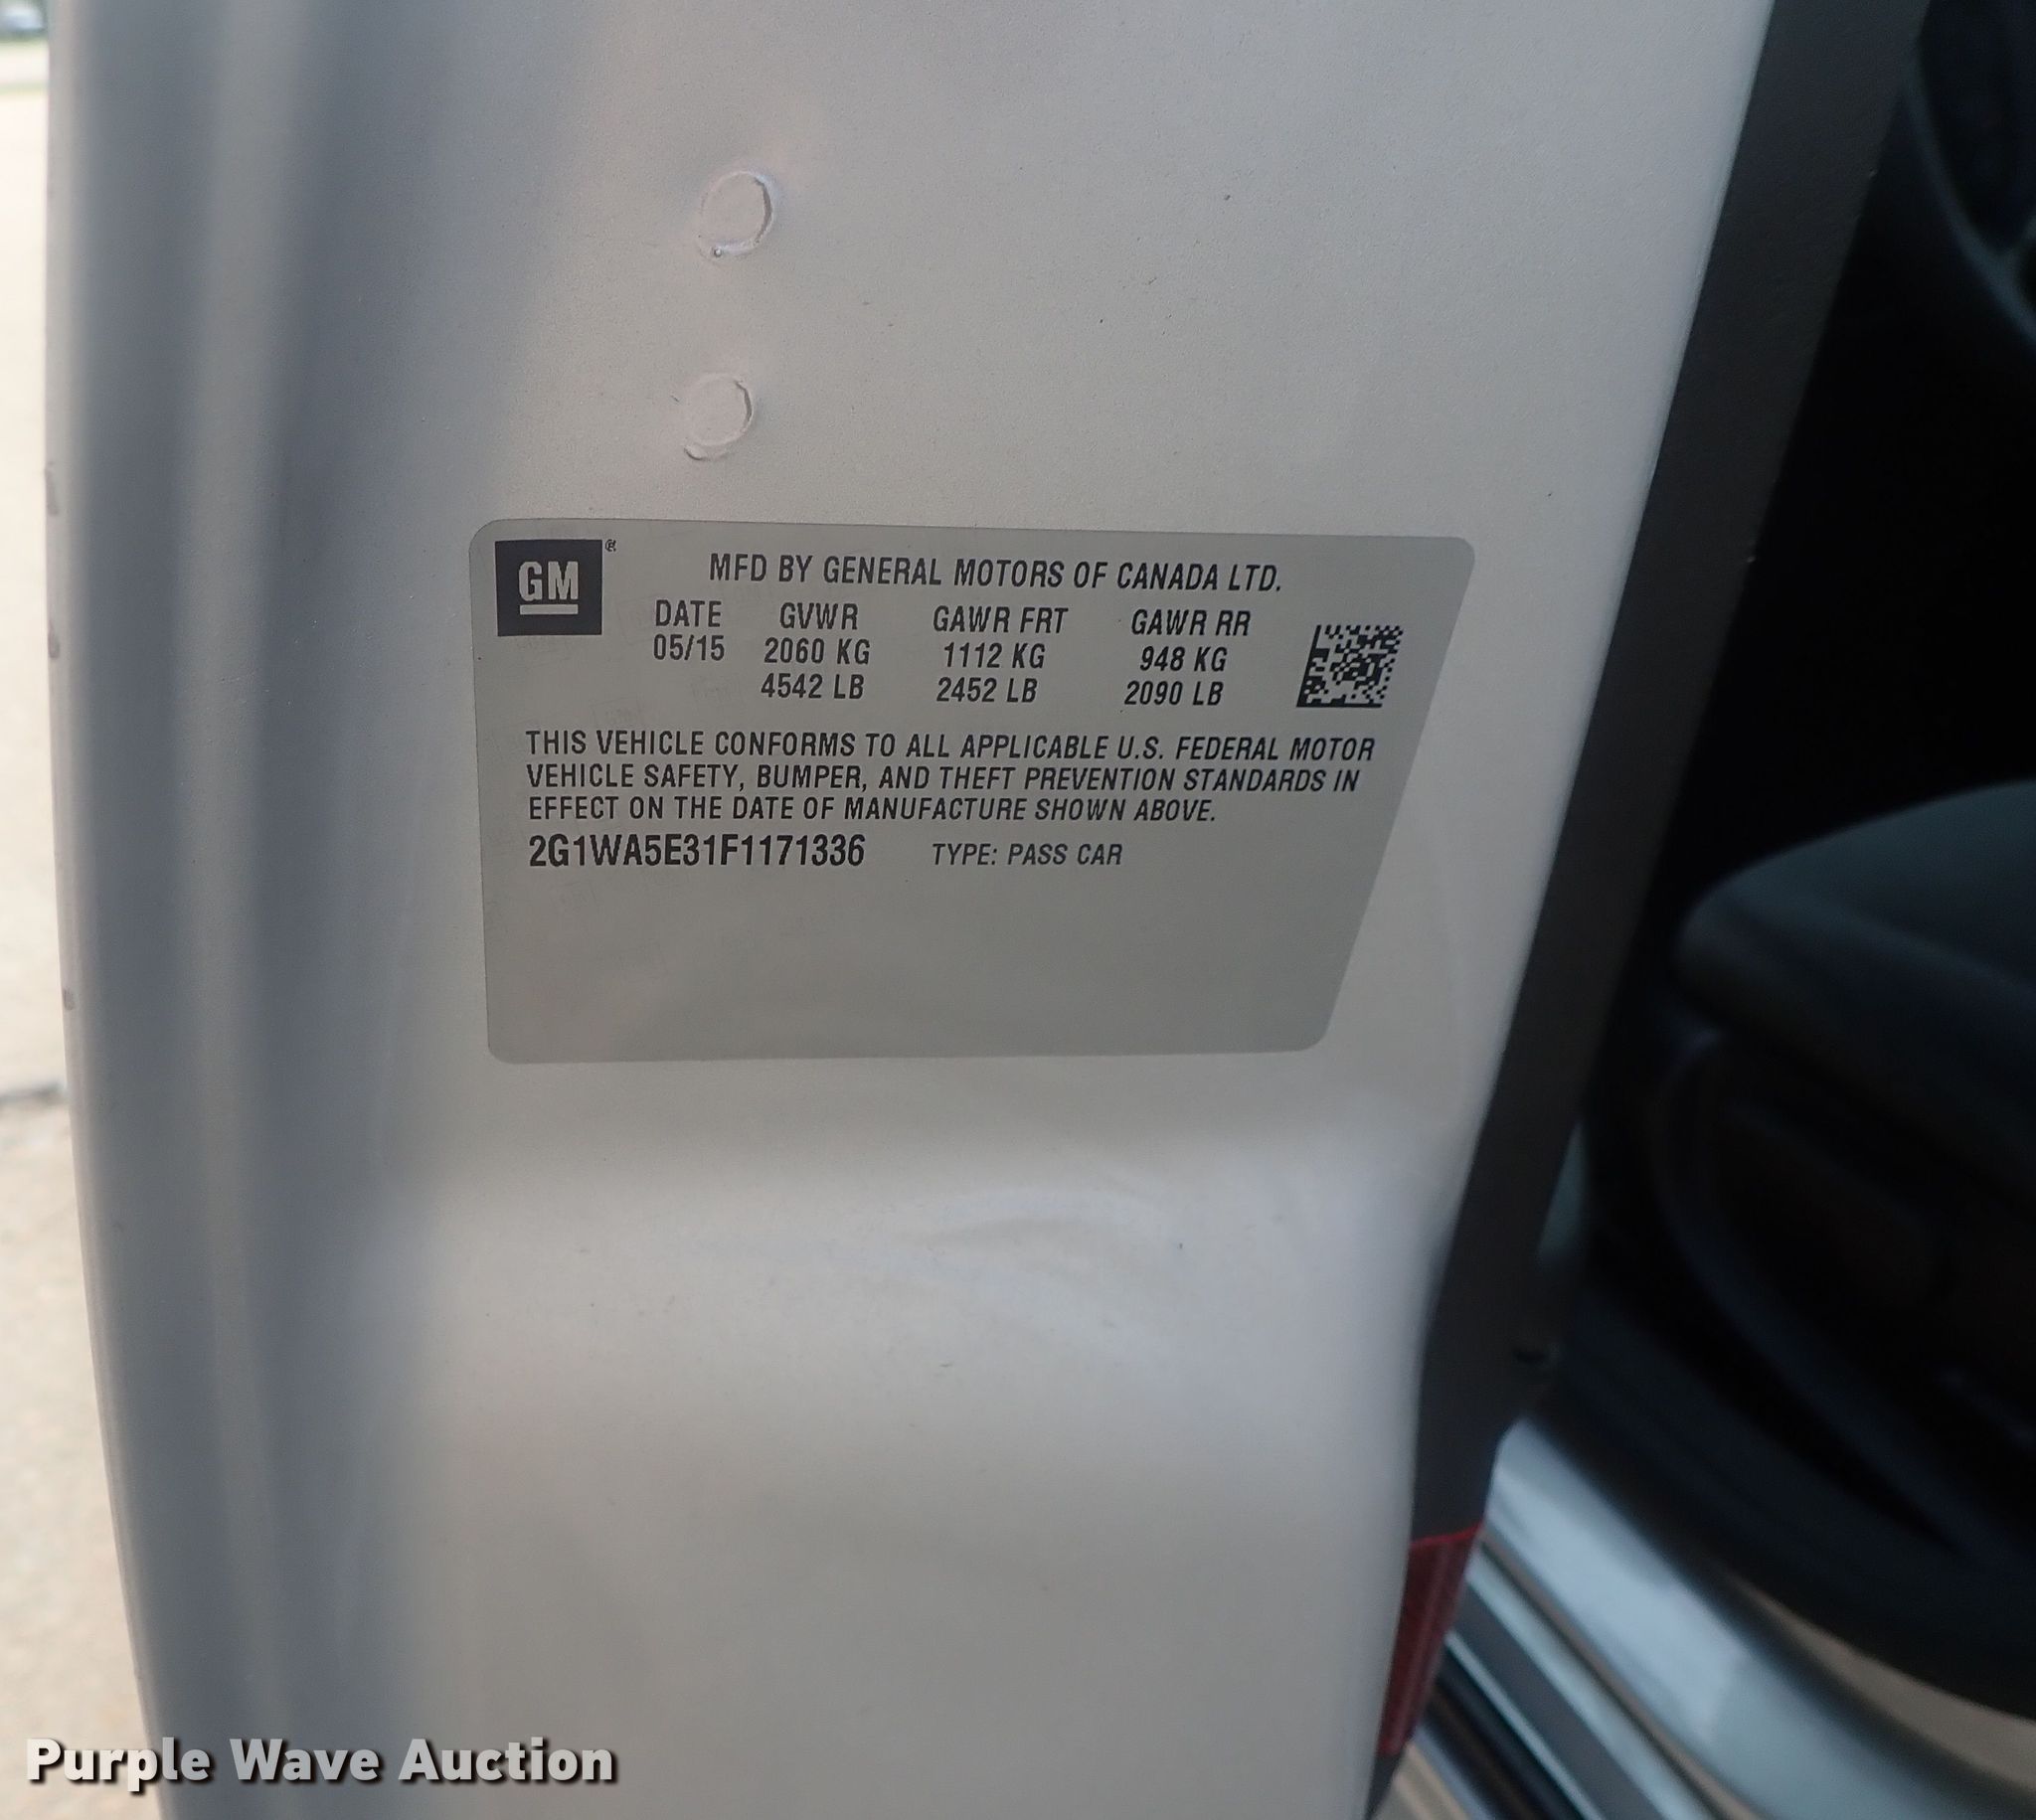 GM
MFD BY GENERAL MOTORS OF CANADA LTD.
DATE GVWR GAWR FRT GAWR RR
05/15 2060 KG 1112 KG 948 KG
4542 LB 2452 LB 2090 LB
THIS VEHICLE CONFORMS TO ALL APPLICABLE U.S. FEDERAL MOTOR
VEHICLE SAFETY, BUMPER, AND THEFT PREVENTION STANDARDS IN
EFFECT ON THE DATE OF MANUFACTURE SHOWN ABOVE.
2G1WA5E31F1171336 TYPE: PASS CAR
Purple Wave Auction